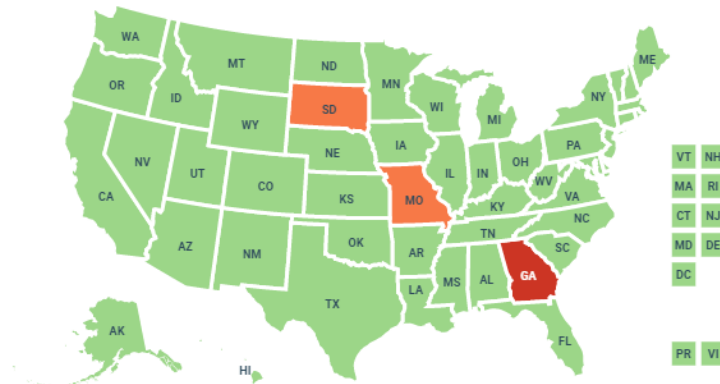 WA
ME
MT
ND
MN
OR
SD
WI
NY
ID
MI
WY
IA
PA
NE
OH
NV
IL
IN
UT
WV
CO
VA
CA
KS
MO
KY
NC
TN
AZ
NM
OK
AR
SC
MS
AL
GA
LA
TX
FL
AK
HI
VT NH
MA RI
CT NJ
MD DE
DC
PR VI